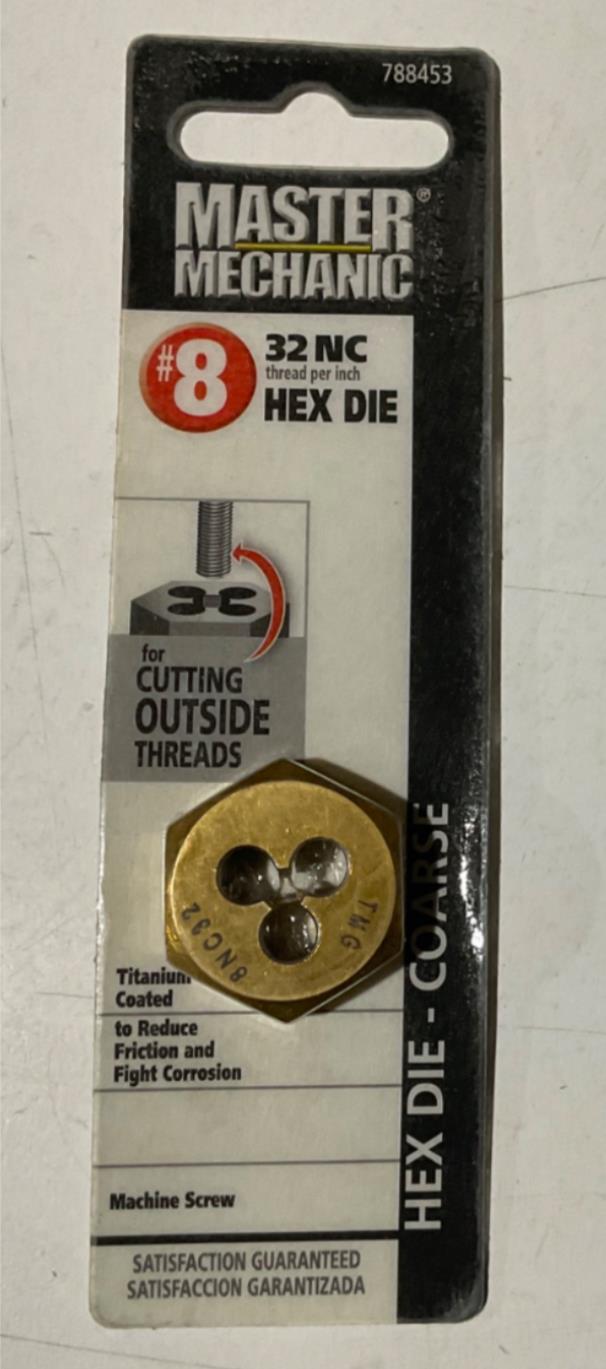 788453
MASTER®
MECHANIC
#8
32 NC
thread per inch
HEX DIE
for
CUTTING
OUTSIDE
THREADS
8NC32
TMG
Titanium
Coated
to Reduce
Friction and
Fight Corrosion
Machine Screw
HEX DIE - COARSE
SATISFACTION GUARANTEED
SATISFACCION GARANTIZADA